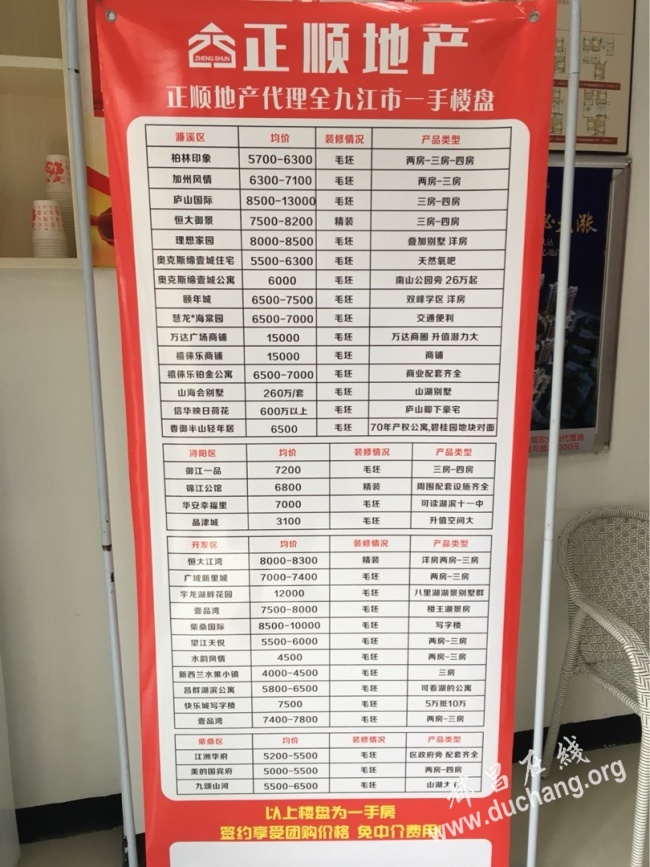 ZHENG SHUN
正顺地产
正顺地产代理全九江市一手楼盘
濂溪区 均价 装修情况 产品类型
柏林印象 5700-6300 毛坯 两房-三房-四房
加州风情 6300-7100 毛坯 两房-三房
庐山国际 8500-13000 毛坯 三房-四房
恒大御景 7500-8200 精装 三房-四房
理想家园 8000-8500 毛坯 叠加别墅 洋房
奥克斯缔壹城住宅 5500-6300 毛坯 天然氧吧
奥克斯缔壹城公寓 6000 毛坯 南山公园旁 26万起
颐年城 6500-7500 毛坯 双峰学区 洋房
慧龙*海棠园 6500-7000 毛坯 交通便利
万达广场商铺 15000 毛坯 万达商圈 升值潜力大
禧徕乐商铺 15000 毛坯 商铺
禧徕乐铂金公寓 6500-7000 毛坯 商业配套齐全
山海会别墅 260万/套 毛坯 山湖别墅
信华映日荷花 600万以上 毛坯 庐山脚下豪宅
香御半山轻年居 6500 毛坯 70年产权公寓,碧桂园地块对面
浔阳区 均价 装修情况 产品类型
御江一品 7200 毛坯 三房-四房
锦江公馆 6800 精装 周围配套设施齐全
华安幸福里 7000 毛坯 可读湖滨十一中
品津城 3100 毛坯 升值空间大
开发区 均价 装修情况 产品类型
恒大江湾 8000-8300 精装 洋房两房-三房
广域新里城 7000-7400 毛坯 两房-三房
宇龙湖畔花园 12000 毛坯 八里湖湖景别墅群
壹品湾 7500-8000 毛坯 楼王湖景房
柴桑国际 8500-10000 毛坯 写字楼
望江天悦 5500-6000 毛坯 两房-三房
水韵风情 4500 毛坯 两房-三房
新西兰水果小镇 4000-4500 毛坯 三房
昌群湖滨公寓 5800-6500 毛坯 可看湖的公寓
快乐城写字楼 7500 毛坯 5万抵10万
壹品湾 7400-7800 毛坯 两房-三房
柴桑区 均价 装修情况 产品类型
江洲华府 5200-5500 毛坯 区政府旁 配套齐全
美的国宾府 5000-5500 毛坯 两房-四房
九颂山河 5500-6500 毛坯 山湖大
以上楼盘为一手房
签约享受团购价格 免中介费用
都昌在线
www.duchang.org